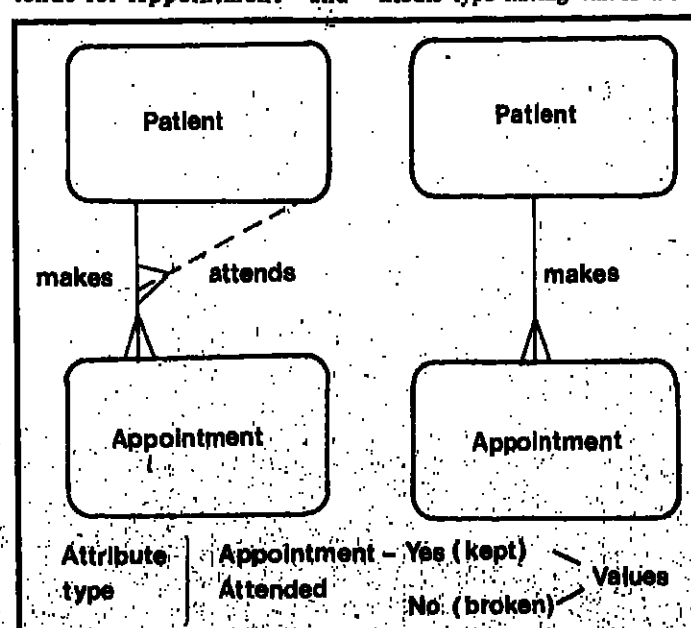 Patient
Patient
makes
attends
makes
Appointment
Appointment
Attribute type
Appointment – Yes (kept)
Attended
No (broken)
Values